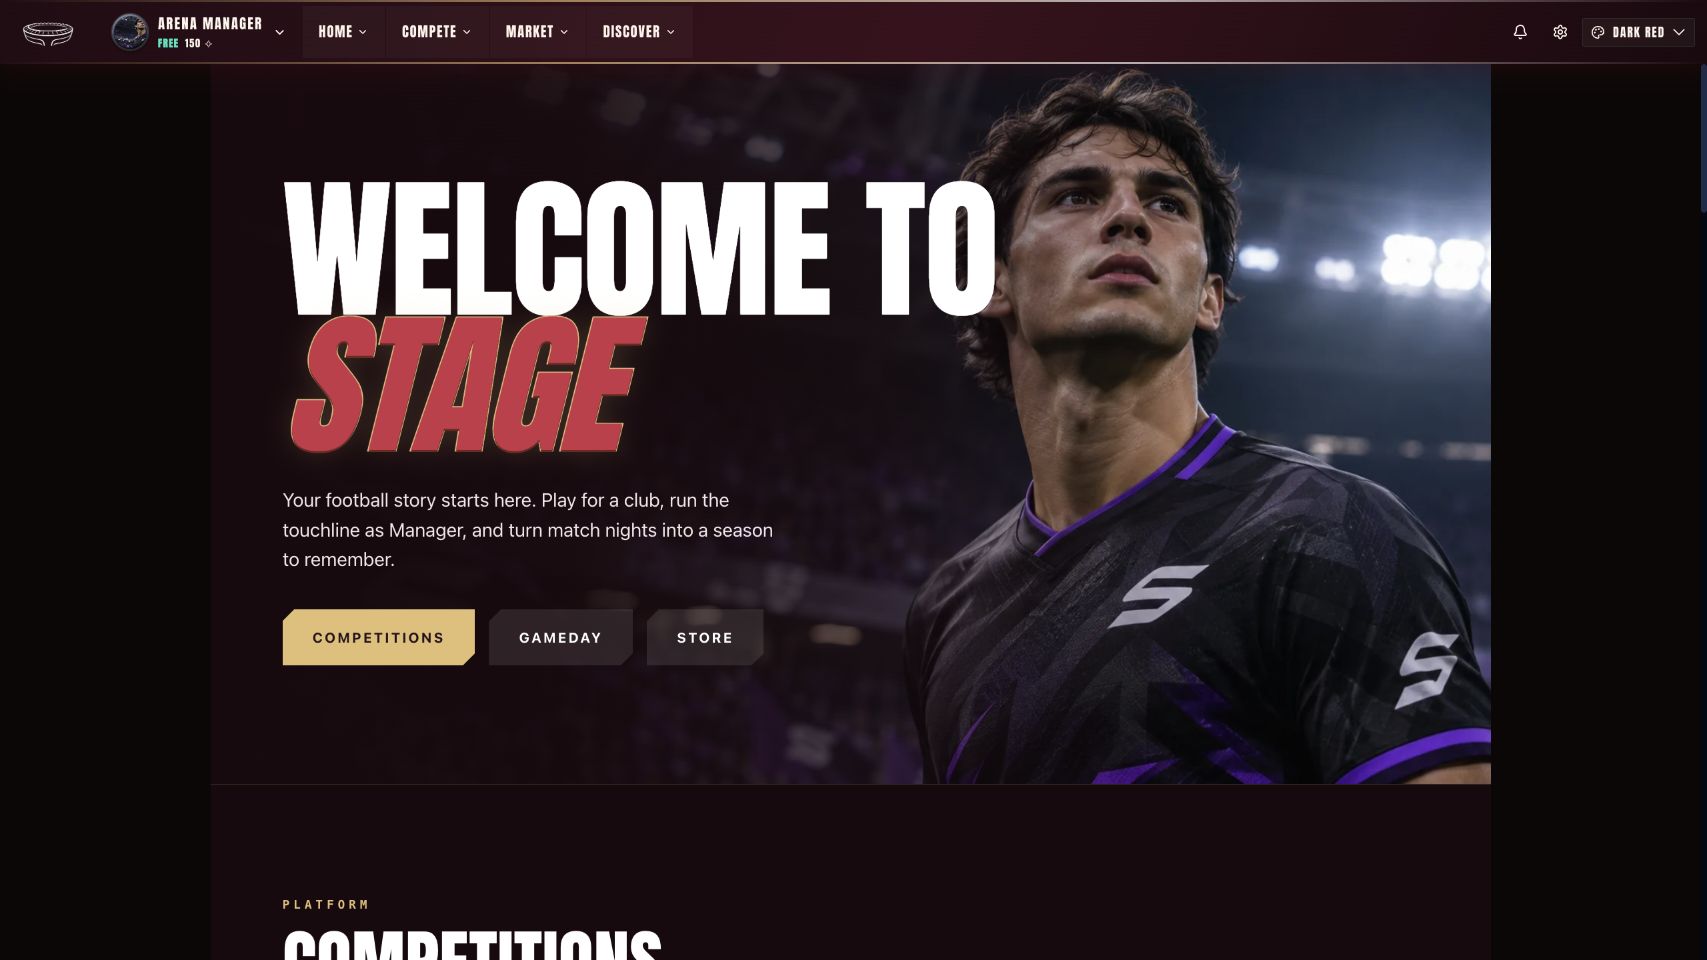 ARENA MANAGER
FREE 150
HOME
COMPETE
MARKET
DISCOVER
DARK RED
WELCOME TO
STAGE
Your football story starts here. Play for a club, run the
touchline as Manager, and turn match nights into a season
to remember.
COMPETITIONS
GAMEDAY
STORE
PLATFORM
COMPETITIONS